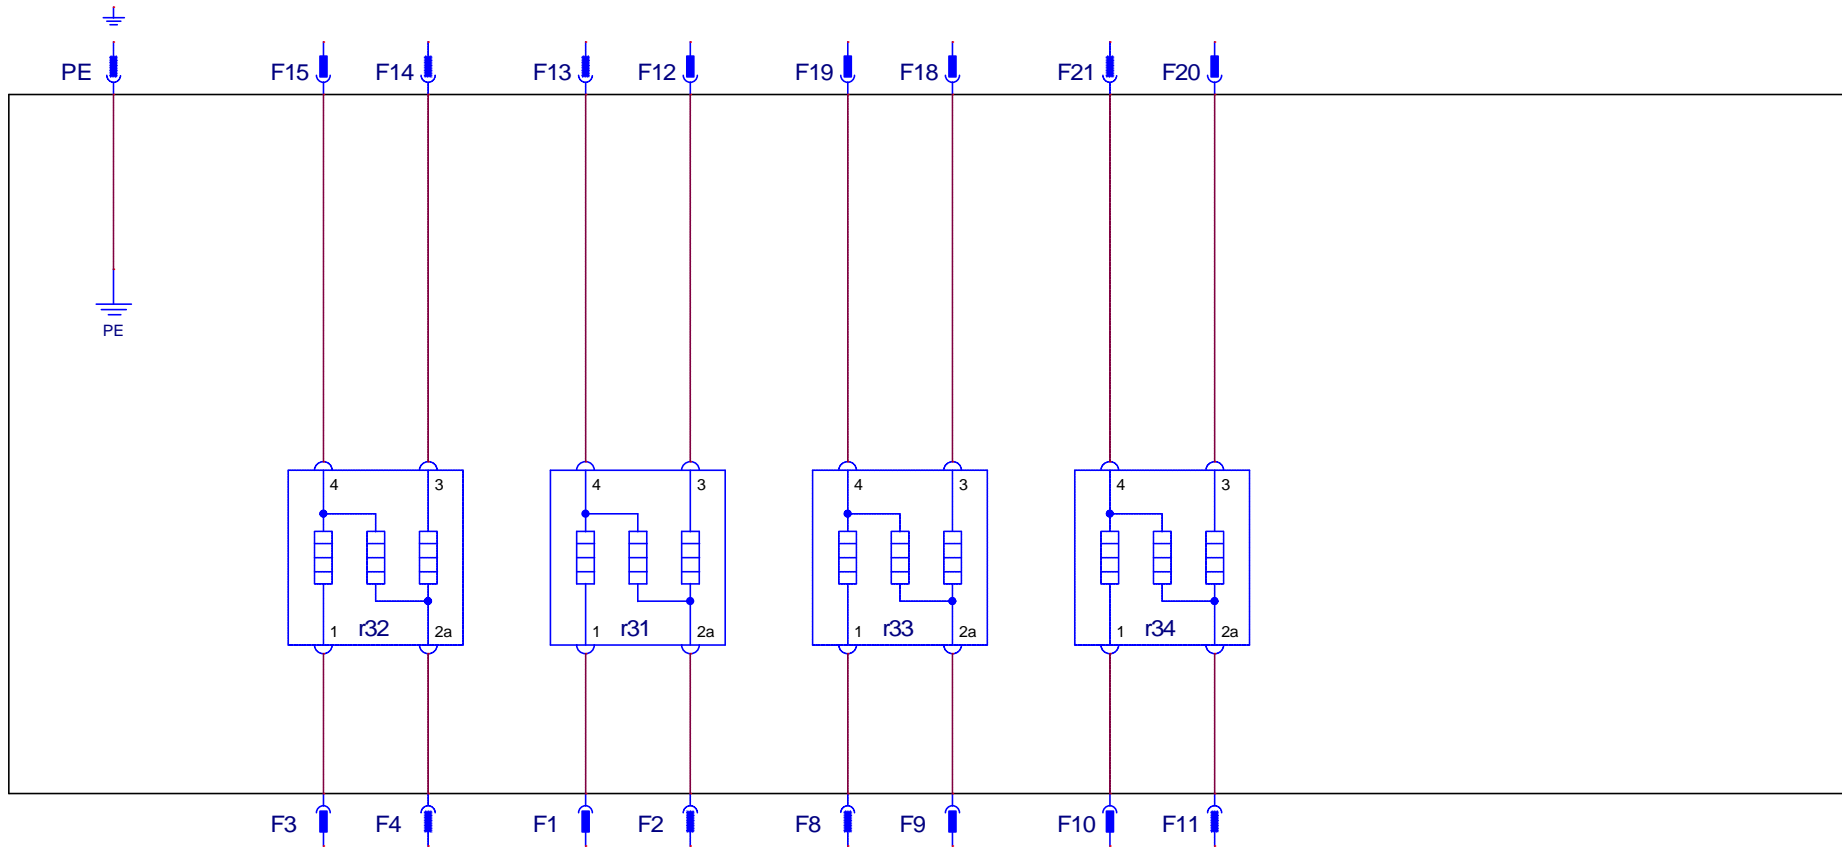 PE F15 F14 F13 F12 F19 F18 F21 F20
PE
4 3 4 3 4 3 4 3
1 r32 2a 1 r31 2a 1 r33 2a 1 r34 2a
F3 F4 F1 F2 F8 F9 F10 F11